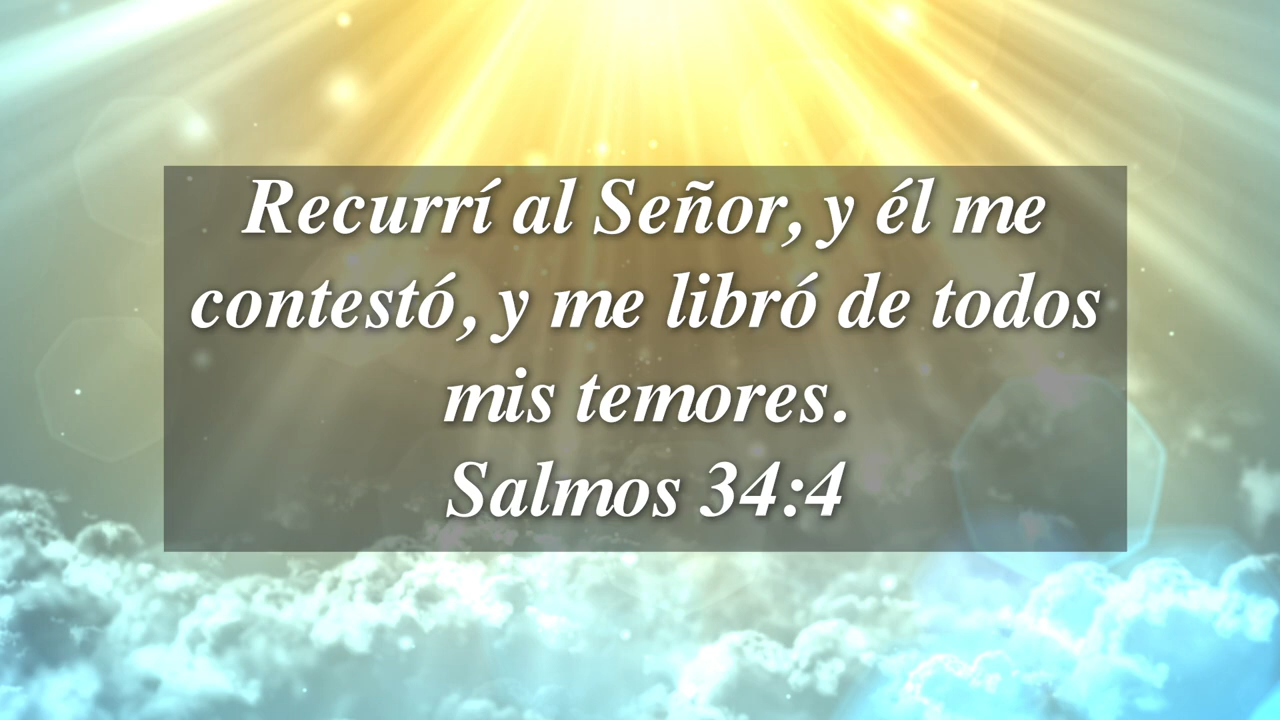 Recurrí al Señor, y él me
contestó, y me libró de todos
mis temores.
Salmos 34:4